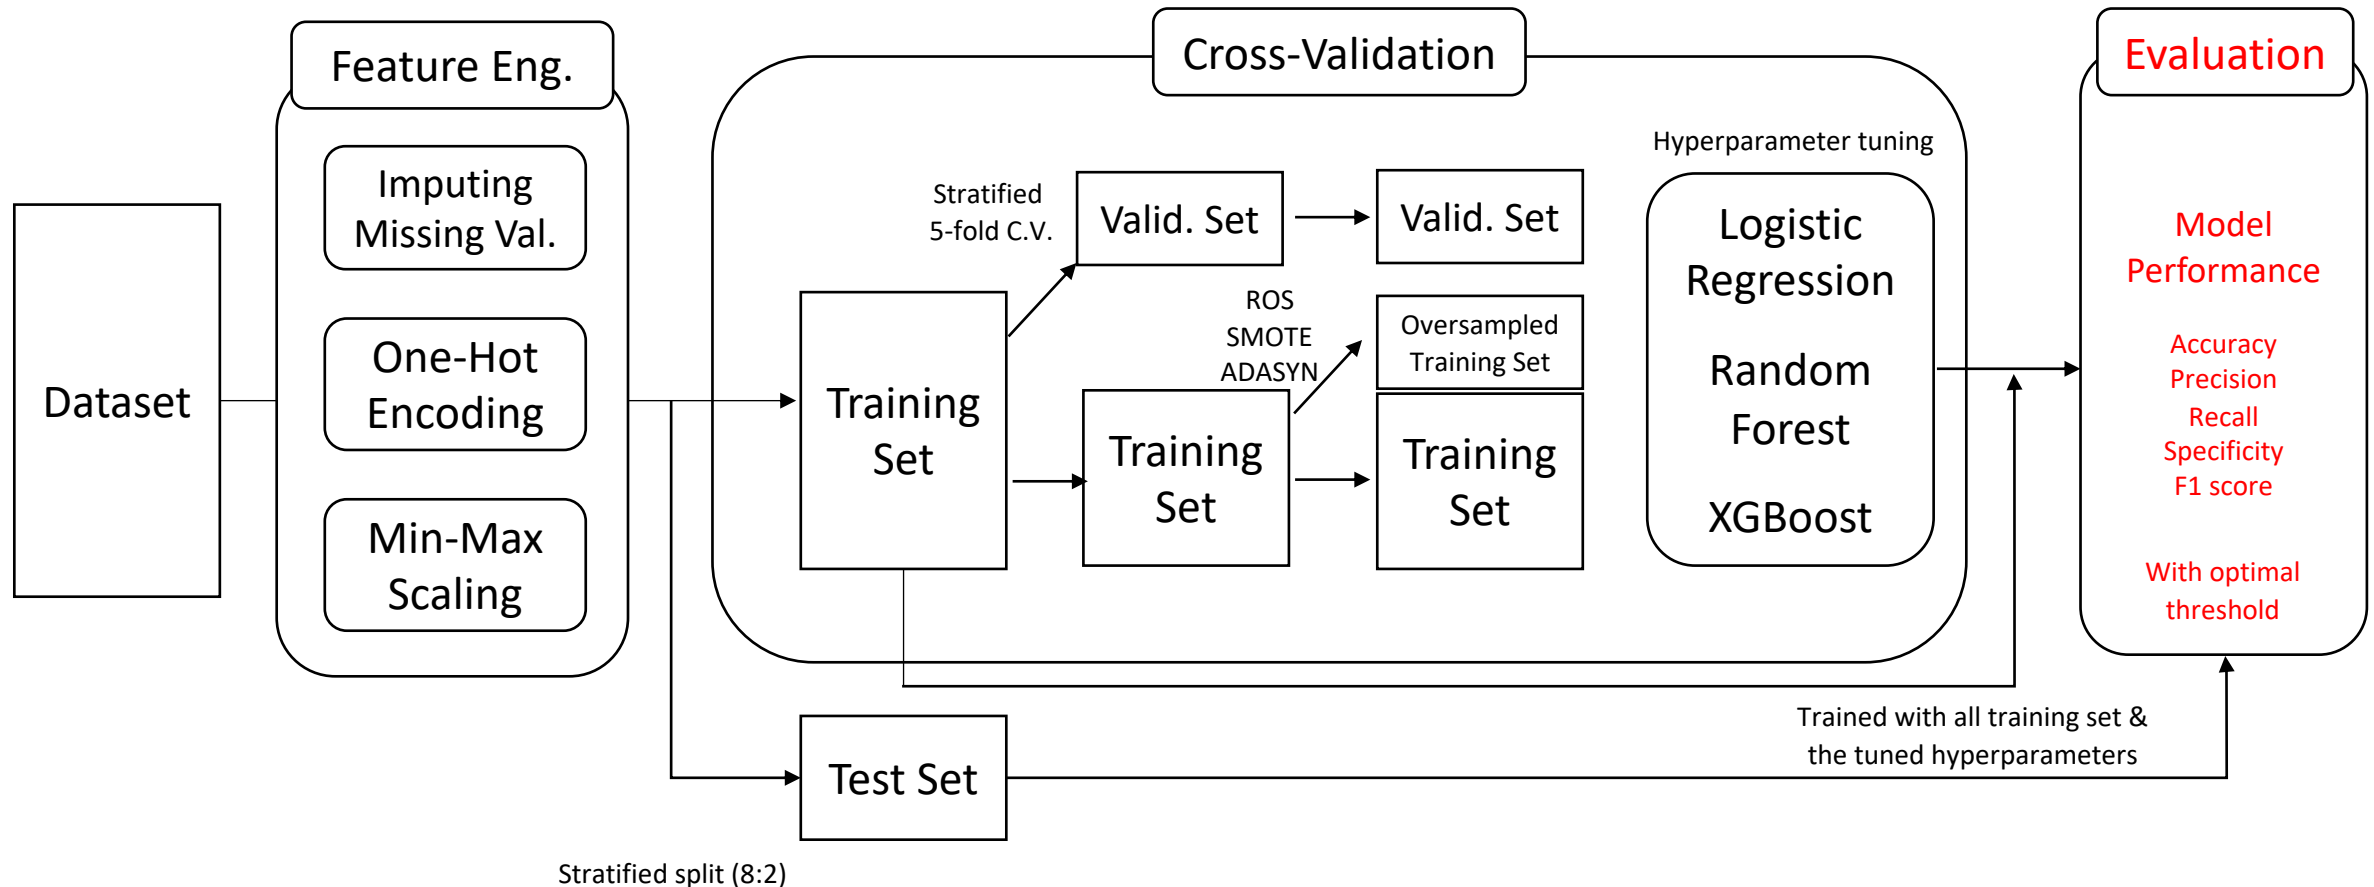 Dataset
Feature Eng.
Imputing
Missing Val.
One-Hot
Encoding
Min-Max
Scaling
Cross-Validation
Training
Set
Stratified
5-fold C.V.
Valid. Set
Training
Set
ROS
SMOTE
ADASYN
Valid. Set
Oversampled
Training Set
Training
Set
Hyperparameter tuning
Logistic
Regression
Random
Forest
XGBoost
Evaluation
Model
Performance
Accuracy
Precision
Recall
Specificity
F1 score
With optimal
threshold
Trained with all training set &
the tuned hyperparameters
Test Set
Stratified split (8:2)